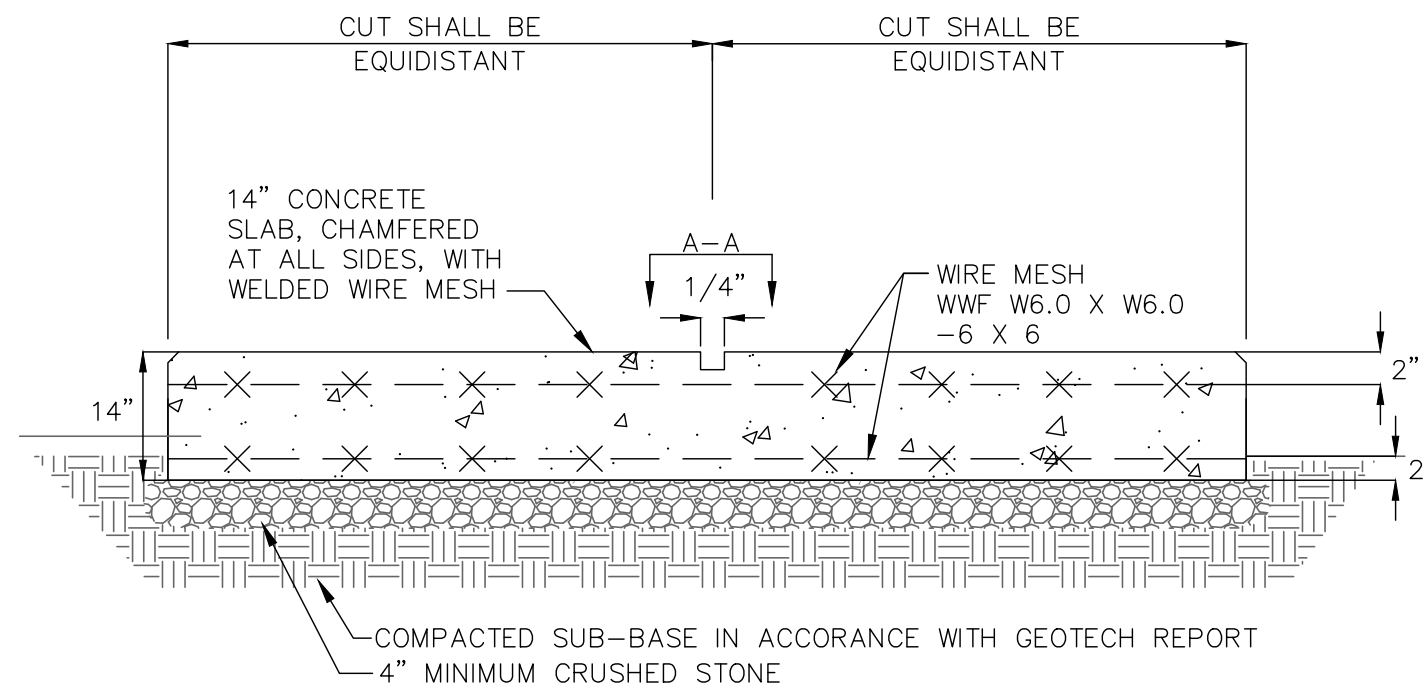 CUT SHALL BE
EQUIDISTANT
CUT SHALL BE
EQUIDISTANT
14” CONCRETE
SLAB, CHAMFERED
AT ALL SIDES, WITH
WELDED WIRE MESH
A–A
1/4”
WIRE MESH
WWF W6.0 X W6.0
–6 X 6
2”
14”
2
COMPACTED SUB–BASE IN ACCORANCE WITH GEOTECH REPORT
4” MINIMUM CRUSHED STONE